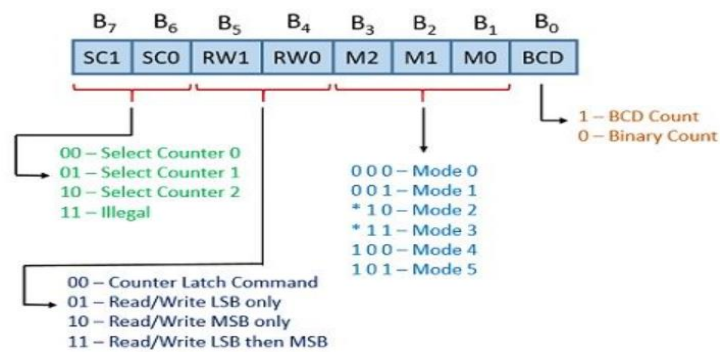 B7 B6 B5 B4 B3 B2 B1 B0
SC1 SC0 RW1 RW0 M2 M1 M0 BCD
1 – BCD Count
0 – Binary Count
00 – Select Counter 0
01 – Select Counter 1
10 – Select Counter 2
11 – Illegal
0 0 0 – Mode 0
0 0 1 – Mode 1
* 1 0 – Mode 2
* 1 1 – Mode 3
1 0 0 – Mode 4
1 0 1 – Mode 5
00 – Counter Latch Command
01 – Read/Write LSB only
10 – Read/Write MSB only
11 – Read/Write LSB then MSB